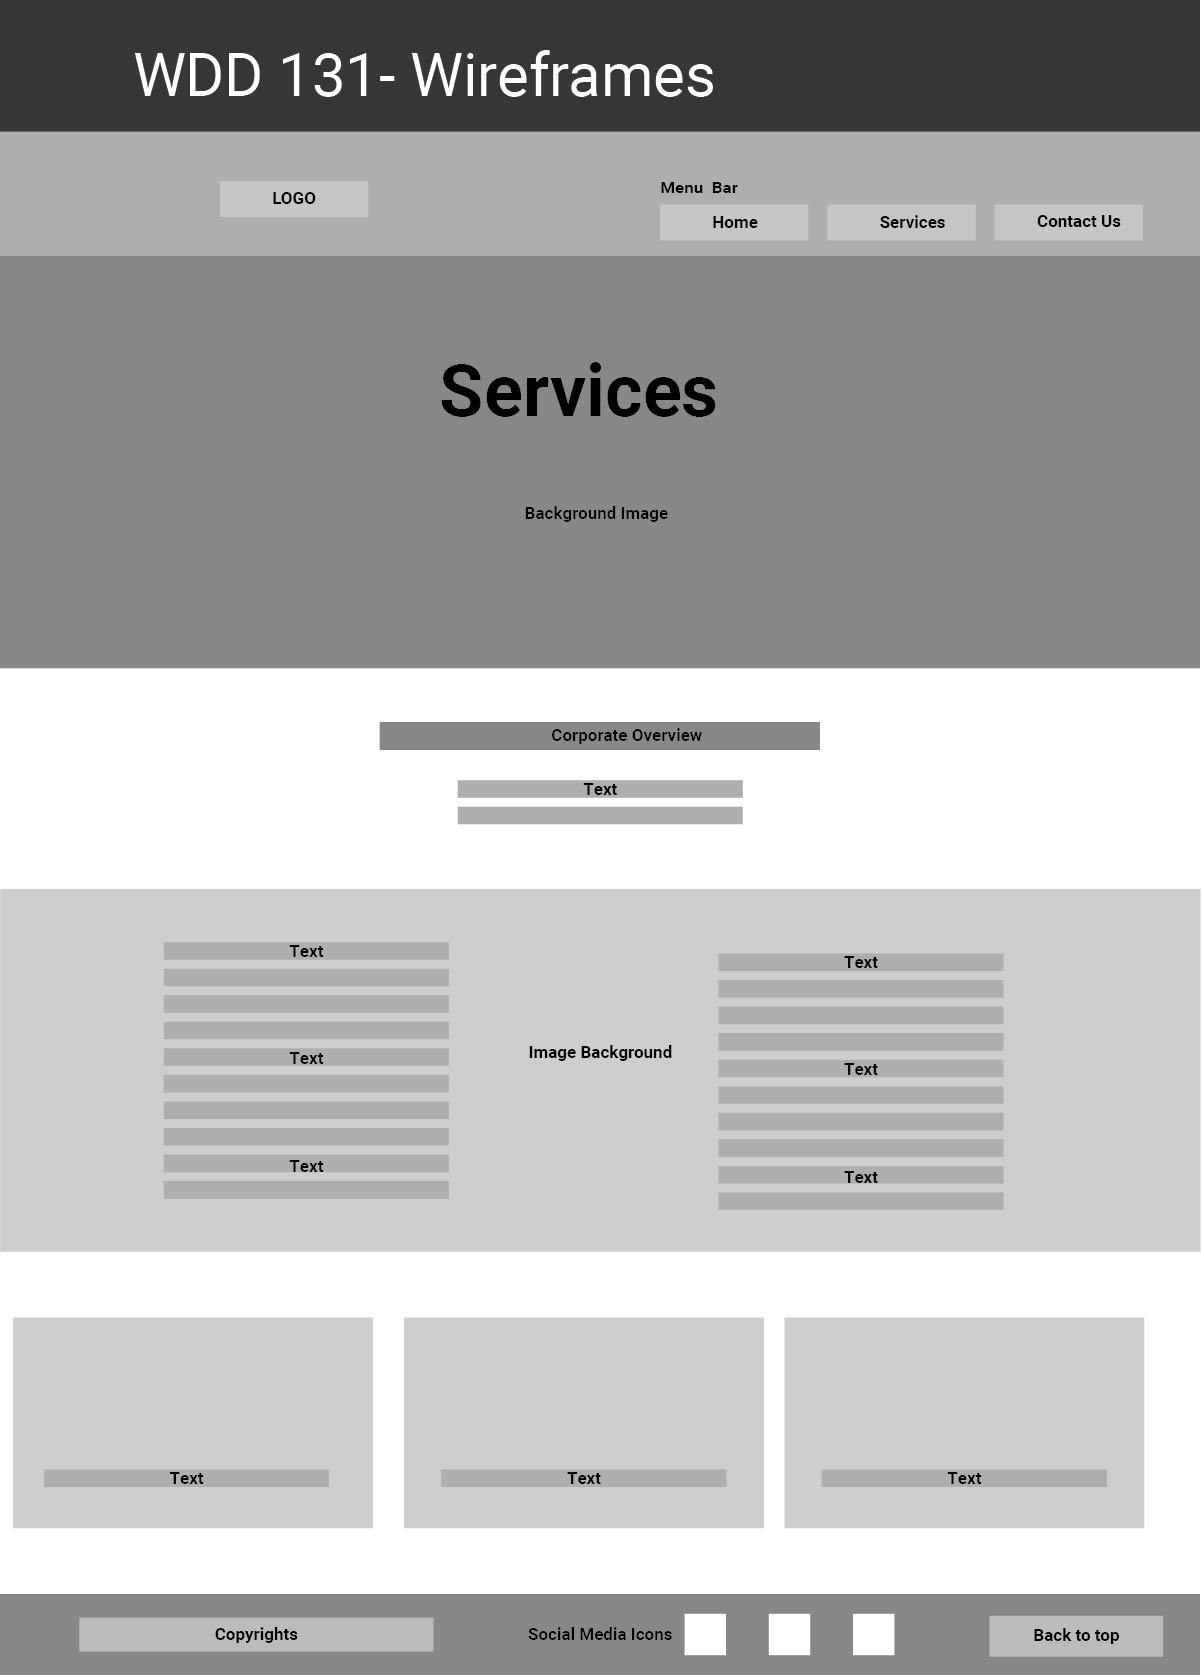 WDD 131- Wireframes
LOGO
Menu Bar
Home Services Contact Us
Services
Background Image
Corporate Overview
Text
Text
Text
Text
Image Background
Text
Text
Text
Text Text Text
Copyrights Social Media Icons Back to top